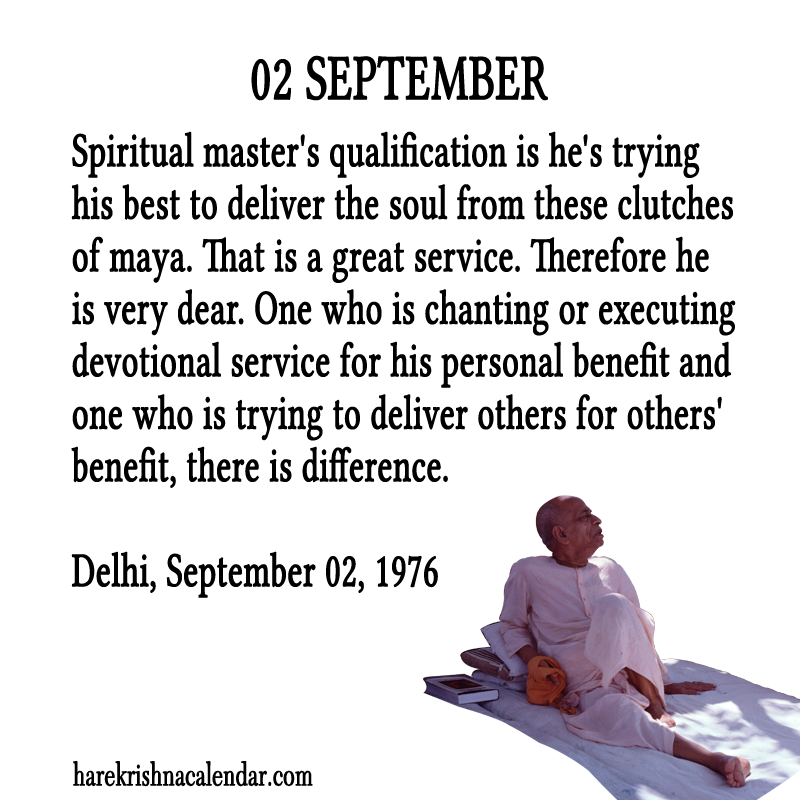 02 SEPTEMBER
Spiritual master's qualification is he's trying
his best to deliver the soul from these clutches
of maya. That is a great service. Therefore he
is very dear. One who is chanting or executing
devotional service for his personal benefit and
one who is trying to deliver others for others'
benefit, there is difference.
Delhi, September 02, 1976
harekrishnacalendar.com